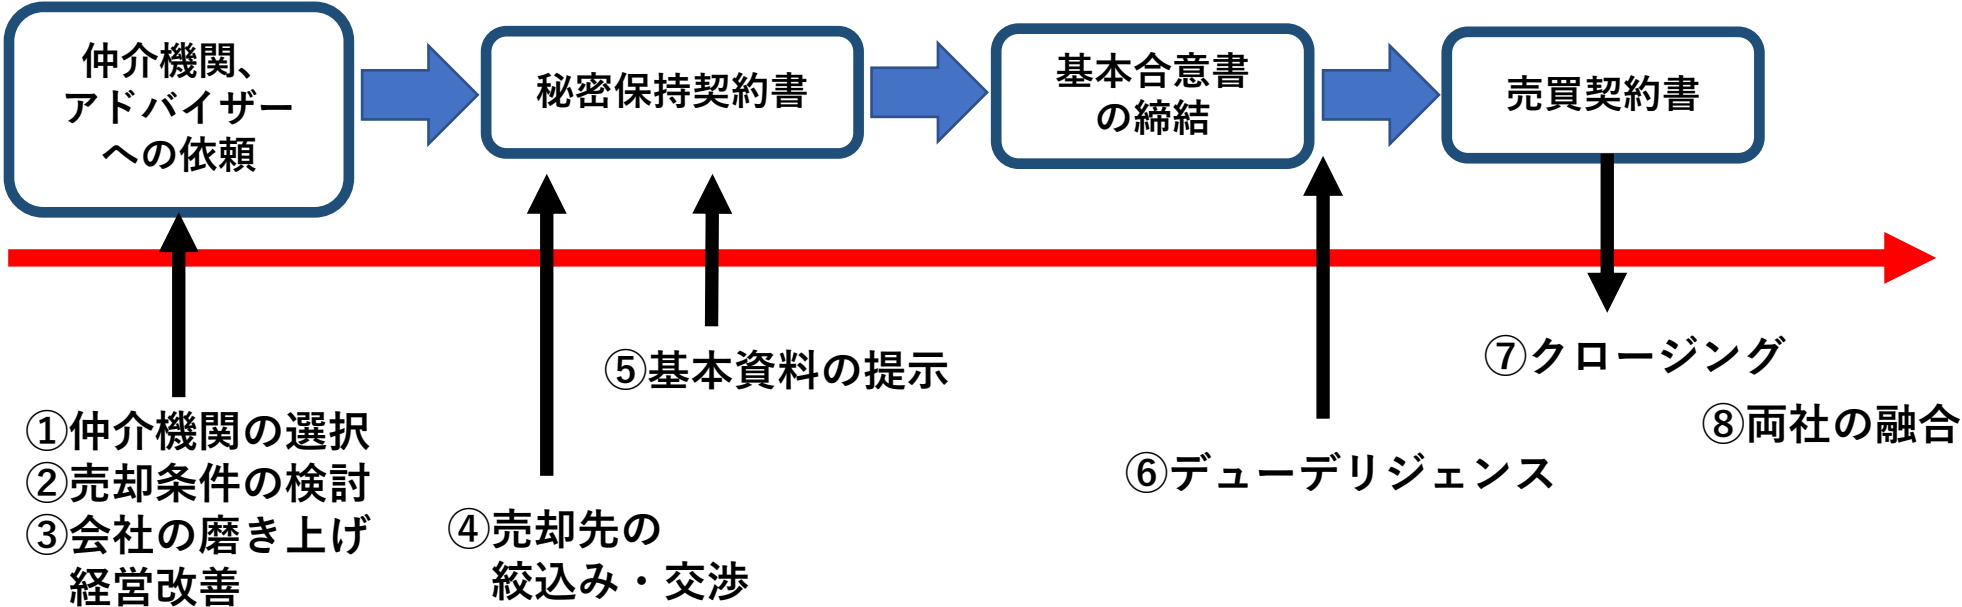 仲介機関、
アドバイザー
への依頼
秘密保持契約書
基本合意書
の締結
売買契約書
①仲介機関の選択
②売却条件の検討
③会社の磨き上げ
経営改善
④売却先の
絞込み・交渉
⑤基本資料の提示
⑥デューデリジェンス
⑦クロージング
⑧両社の融合